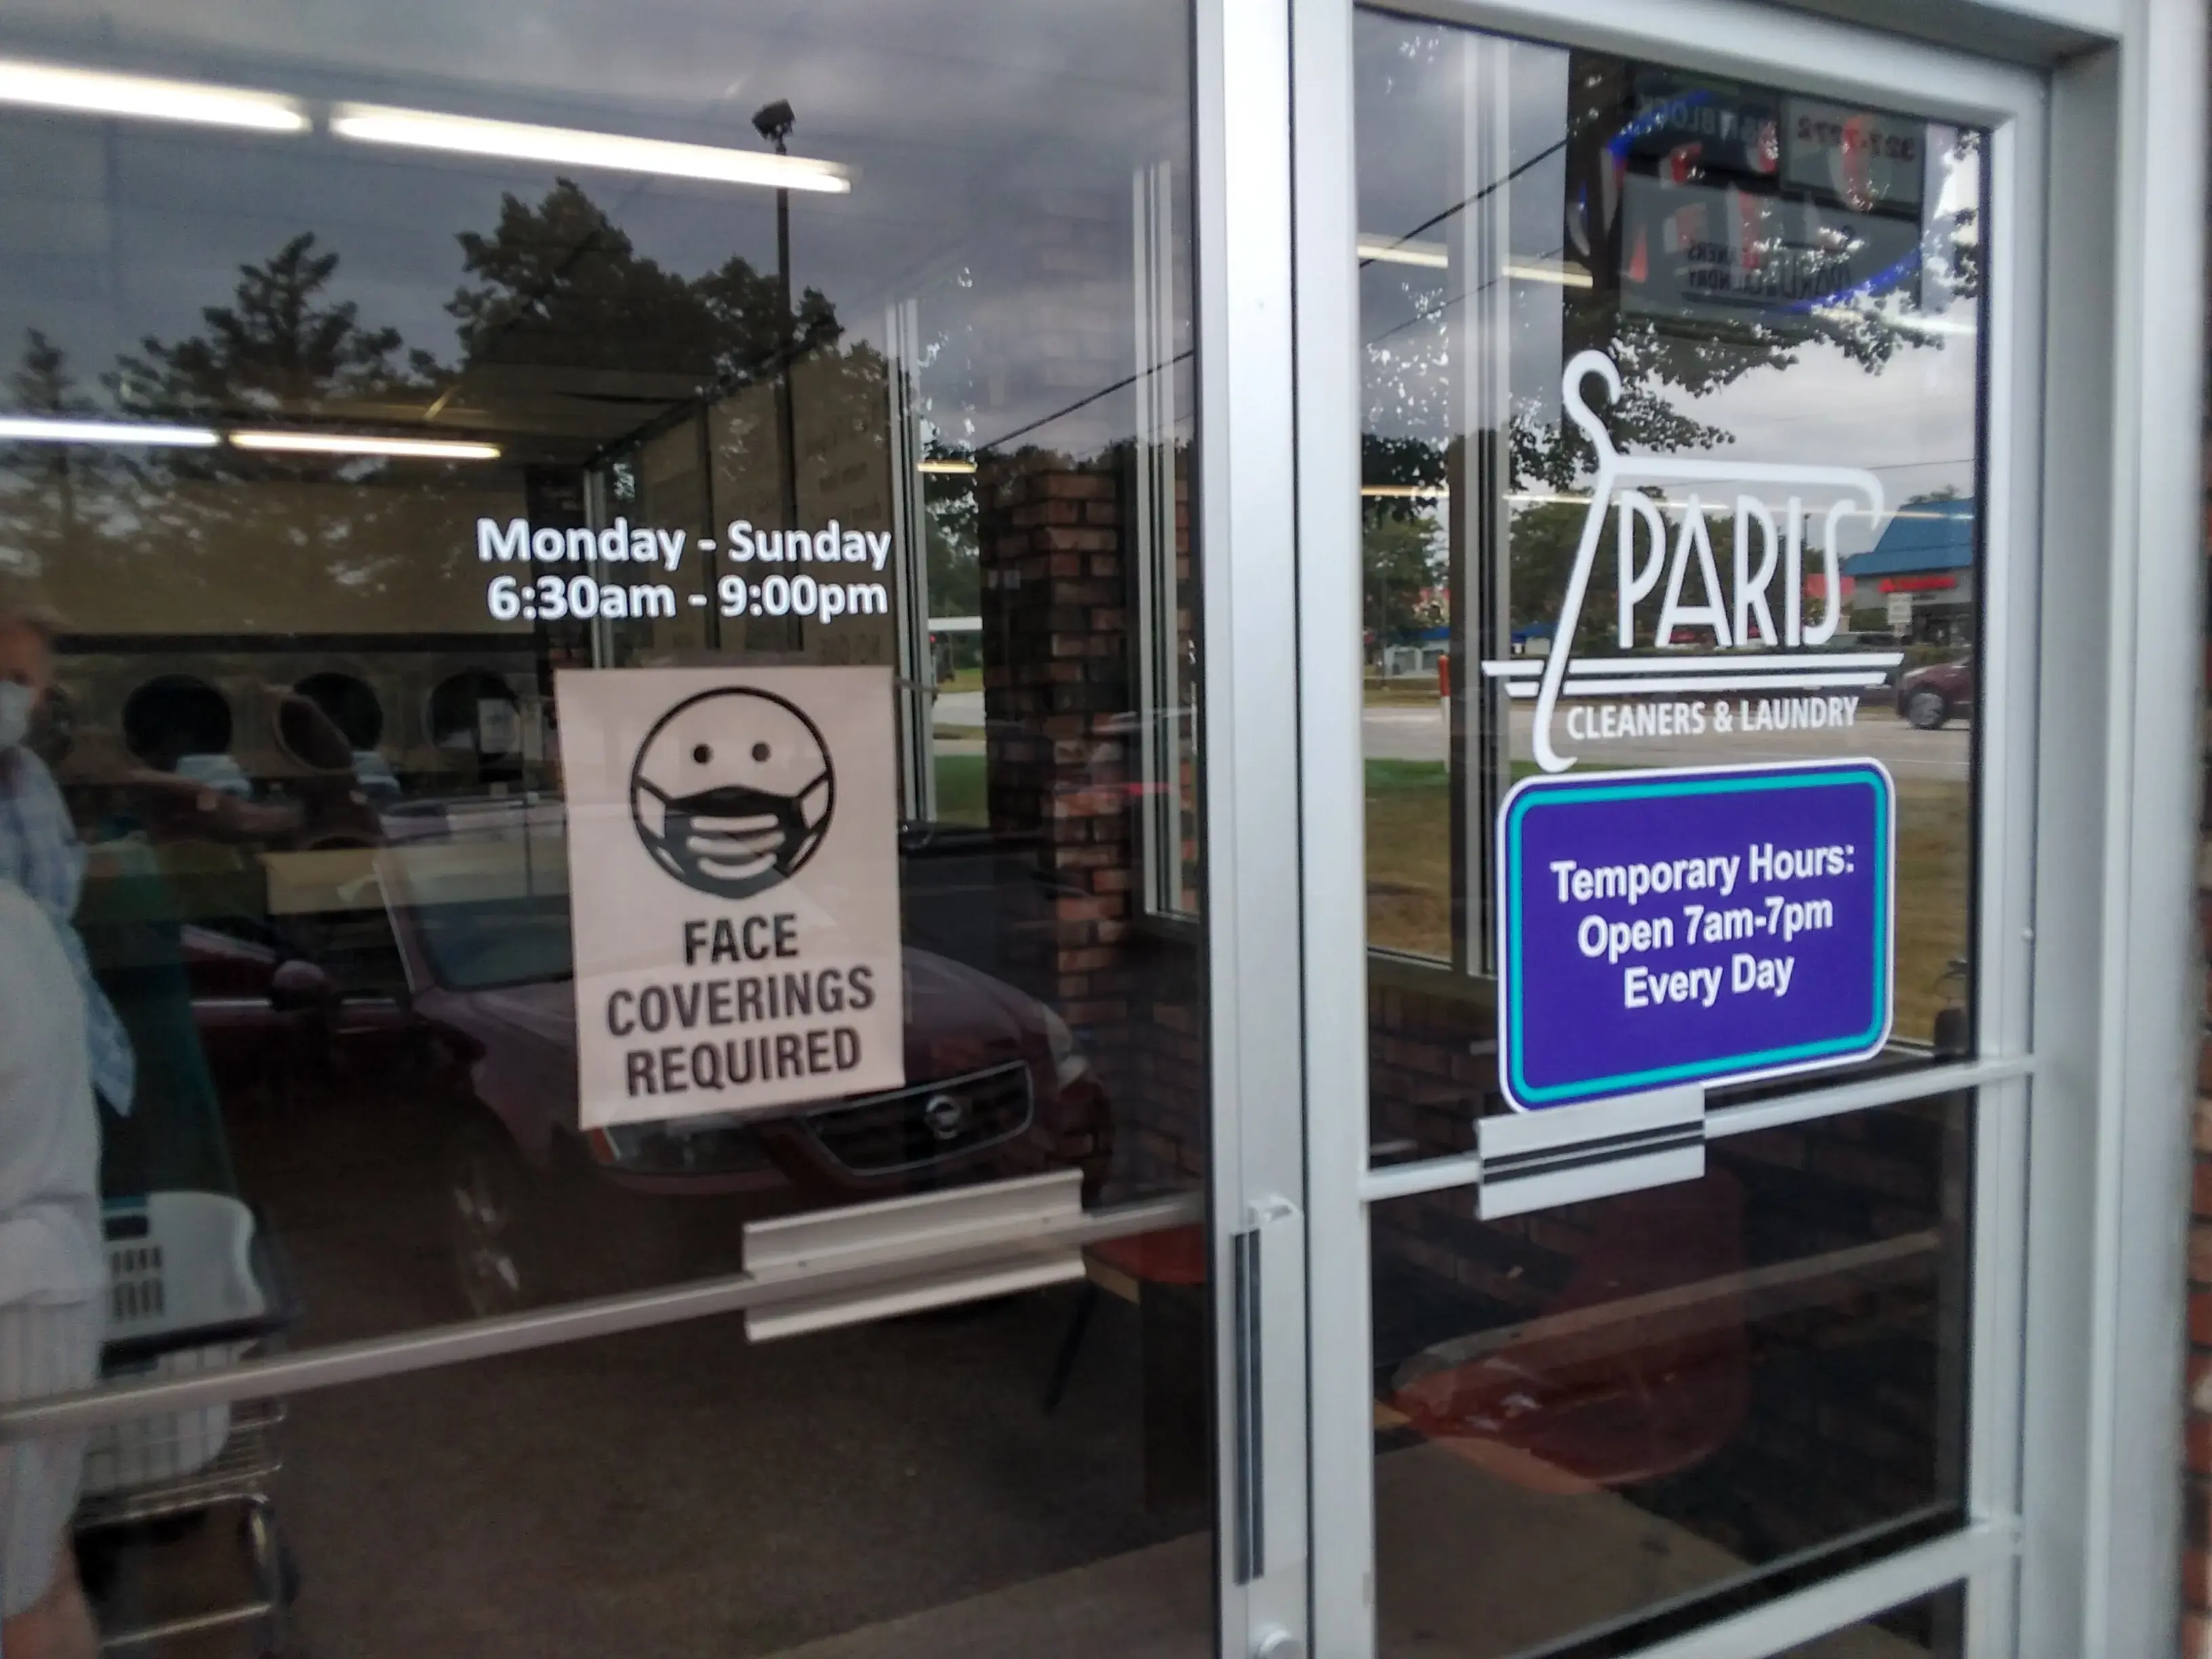 Monday - Sunday
6:30am - 9:00pm
FACE
COVERINGS
REQUIRED
PARIS
CLEANERS & LAUNDRY
Temporary Hours:
Open 7am-7pm
Every Day